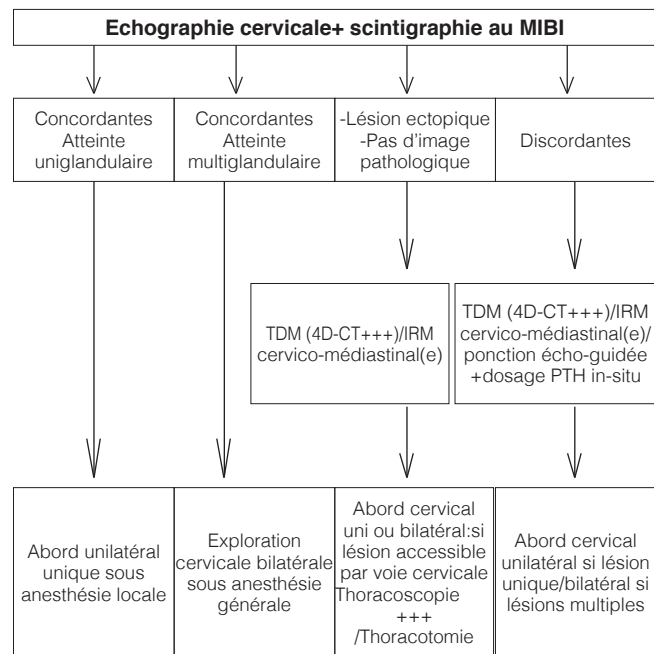 Echographie cervicale+ scintigraphie au MIBI
Concordantes
Atteinte
uniglandulaire
Concordantes
Atteinte
multiglandulaire
-Lésion ectopique
-Pas d'image
pathologique
Discordantes
TDM (4D-CT+++)/IRM
cervico-médiastinal(e)
TDM (4D-CT+++)/IRM
cervico-médiastinal(e)/
ponction écho-guidée
+dosage PTH in-situ
Abord unilatéral
unique sous
anesthésie locale
Exploration
cervicale bilatérale
sous anesthésie
générale
Abord cervical
uni ou bilatéral:si
lésion accessible
par voie cervicale
Thoracoscopie
+++
/Thoracotomie
Abord cervical
unilatéral si lésion
unique/bilatéral si
lésions multiples